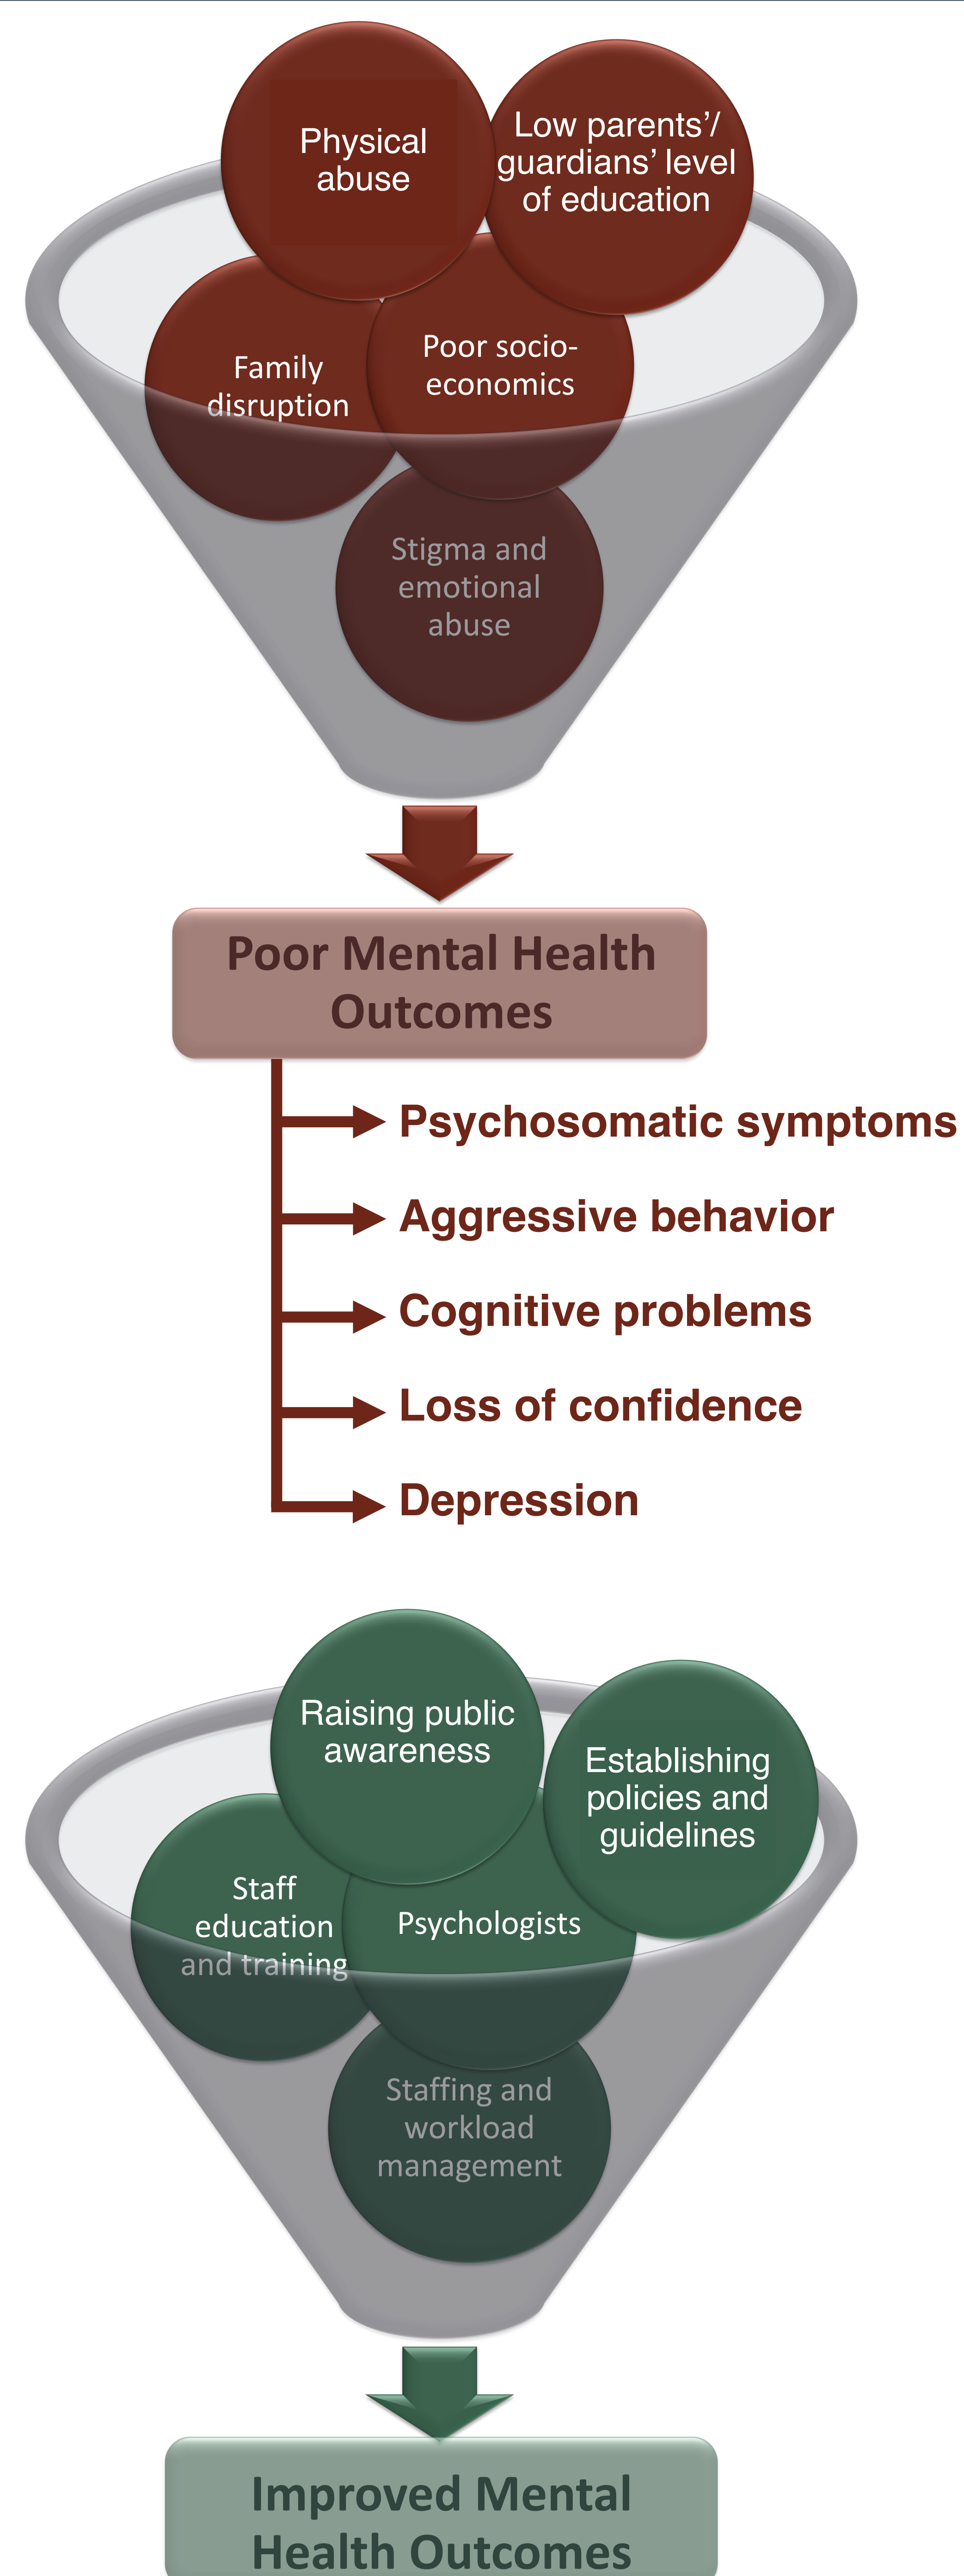 Physical
abuse
Low parents’/
guardians’ level
of education
Family
disruption
Poor socio-
economics
Stigma and
emotional
abuse
Poor Mental Health
Outcomes
Psychosomatic symptoms
Aggressive behavior
Cognitive problems
Loss of confidence
Depression
Raising public
awareness
Establishing
policies and
guidelines
Staff
education
and training
Psychologists
Staffing and
workload
management
Improved Mental
Health Outcomes